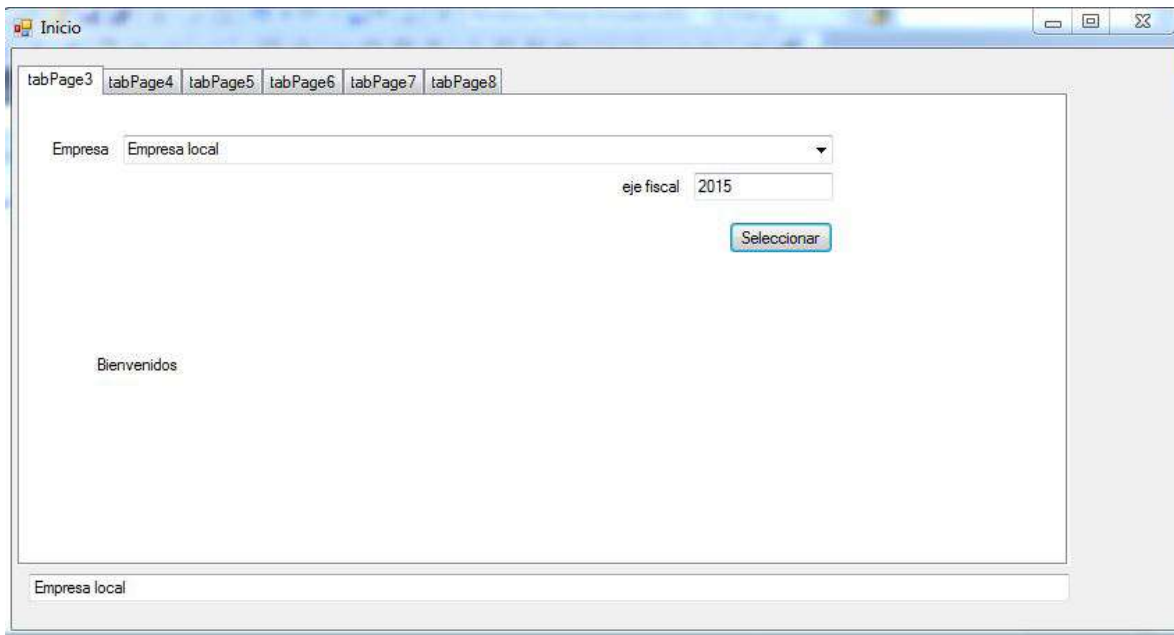 Inicio
tabPage3 tabPage4 tabPage5 tabPage6 tabPage7 tabPage8
Empresa Empresa local
eje fiscal 2015
Seleccionar
Bienvenidos
Empresa local